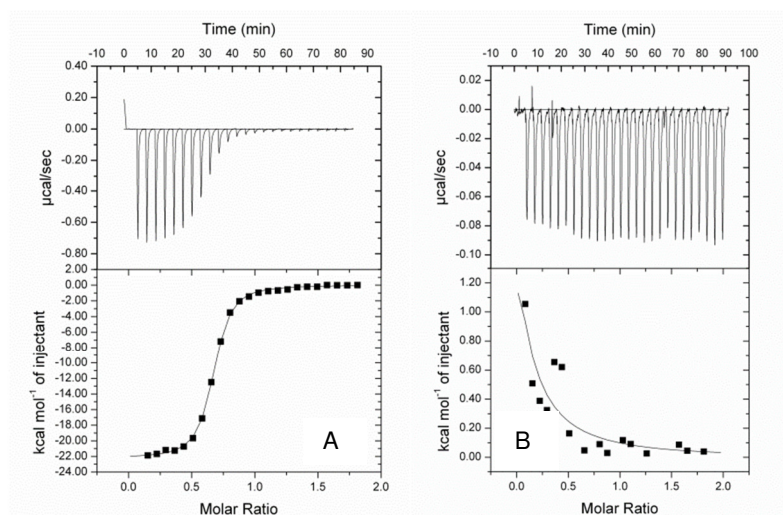 Time (min)
-10 0 10 20 30 40 50 60 70 80 90
0.40
0.20
0.00
-0.20
-0.40
-0.60
-0.80
µcal/sec
2.00
0.00
-2.00
-4.00
-6.00
-8.00
-10.00
-12.00
-14.00
-16.00
-18.00
-20.00
-22.00
-24.00
kcal mol⁻¹ of injectant
A
0.0 0.5 1.0 1.5 2.0
Molar Ratio
Time (min)
-10 0 10 20 30 40 50 60 70 80 90 100
0.02
0.00
-0.02
-0.04
-0.06
-0.08
-0.10
µcal/sec
1.20
1.00
0.80
0.60
0.40
0.20
0.00
kcal mol⁻¹ of injectant
B
0.0 0.5 1.0 1.5 2.0
Molar Ratio